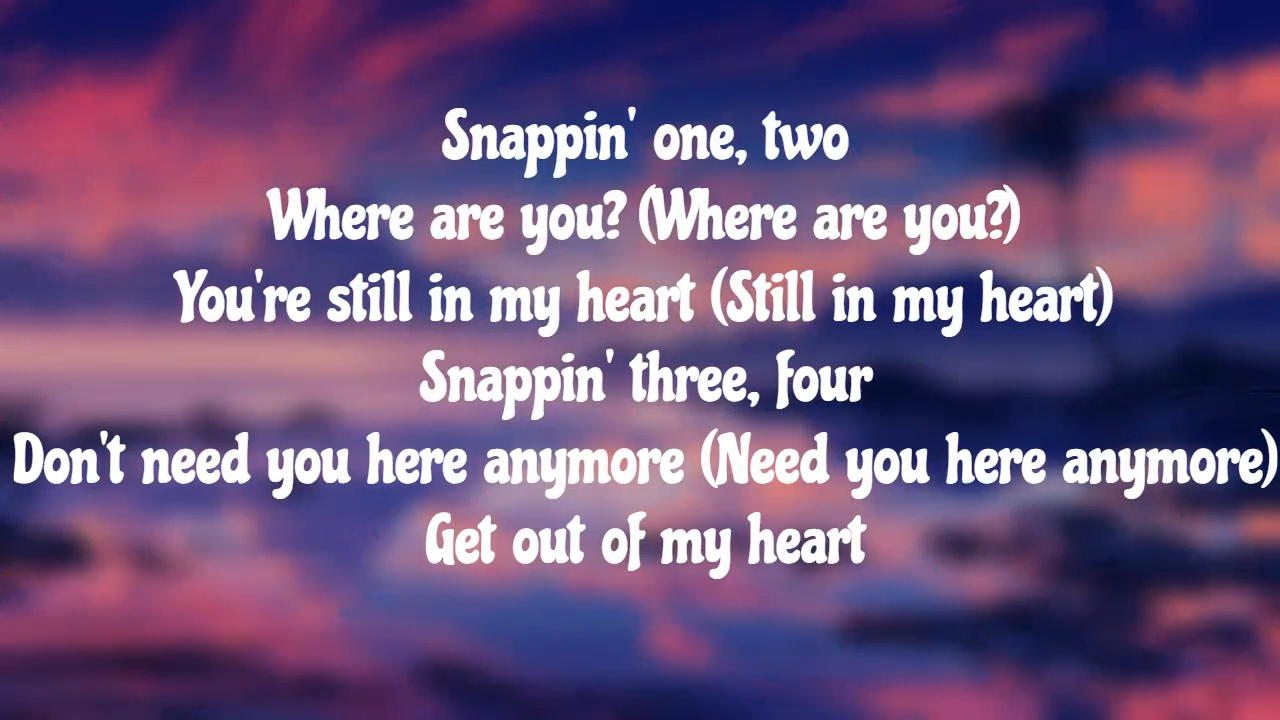 Snappin' one, two
Where are you? (Where are you?)
You're still in my heart (Still in my heart)
Snappin' three, four
Don't need you here anymore (Need you here anymore)
Get out of my heart